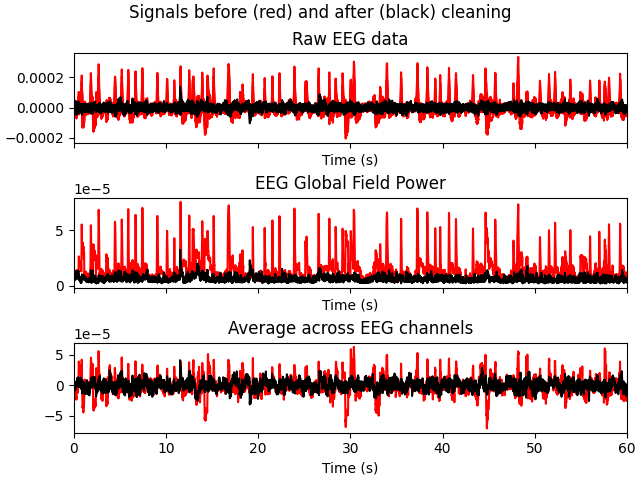 Signals before (red) and after (black) cleaning
Raw EEG data
0.0002
0.0000
−0.0002
Time (s)
EEG Global Field Power
1e−5
5
0
Time (s)
Average across EEG channels
1e−5
5
0
−5
0 10 20 30 40 50 60
Time (s)